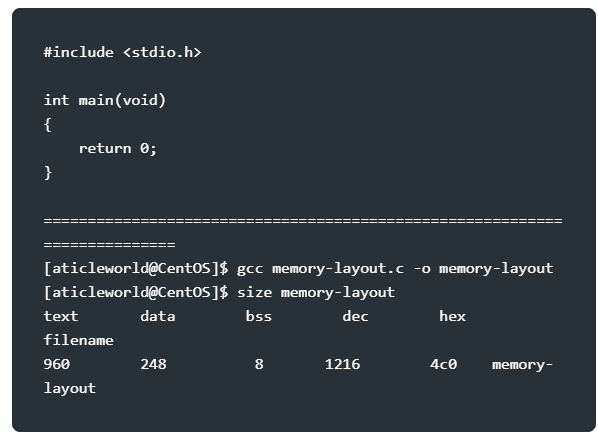 #include <stdio.h>
int main(void)
{
    return 0;
}
===========================================================
===============
[aticleworld@CentOS]$ gcc memory-layout.c -o memory-layout
[aticleworld@CentOS]$ size memory-layout
text       data        bss        dec        hex
filename
960        248          8       1216        4c0    memory-
layout